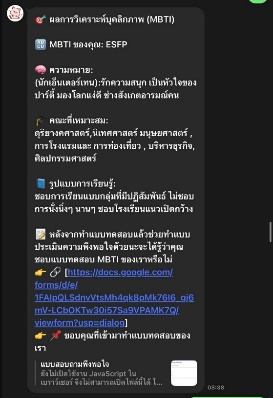 🎯 ผลการวิเคราะห์บุคลิกภาพ (MBTI)
🔠 MBTI ของคุณ: ESFP
🧠 ความหมาย:
(นักเอ็นเตอร์เทน):รักความสนุก เป็นหัวใจของ
ปาร์ตี้ มองโลกแง่ดี ช่างสังเกตอารมณ์คน
🎓 คณะที่เหมาะสม:
ดุริยางคศาสตร์,นิเทศศาสตร์ มนุษยศาสตร์ ,
การโรงแรมและ การท่องเที่ยว , บริหารธุรกิจ,
ศิลปกรรมศาสตร์
📘 รูปแบบการเรียนรู้:
ชอบการเรียนแบบกลุ่มที่มีปฏิสัมพันธ์ ไม่ชอบ
การนั่งนิ่งๆ นานๆ ชอบโรงเรียนแนวเปิดกว้าง
📝 หลังจากทำแบบทดสอบแล้วช่วยทำแบบ
ประเมินความพึงพอใจด้วยนะจะได้รู้ว่าคุณ
ชอบแบบทดสอบ MBTI ของเราหรือไม่
👉 🔗 [https://docs.google.com/
forms/d/e/
1FAIpQLSdnvVtsMh4qk8pMk76I6_gj6
mV-LCbOKTw30i57Sa9VPAMK7Q/
viewform?usp=dialog]
👉 📌 ขอบคุณที่เข้ามาทำแบบทดสอบของ
เรา
แบบสอบถามพึงพอใจ
ยังไม่เปิดใช้งาน JavaScript ใน
เบราว์เซอร์ จึงไม่สามารถเปิดไฟล์นี้ได้ โ...
03:38